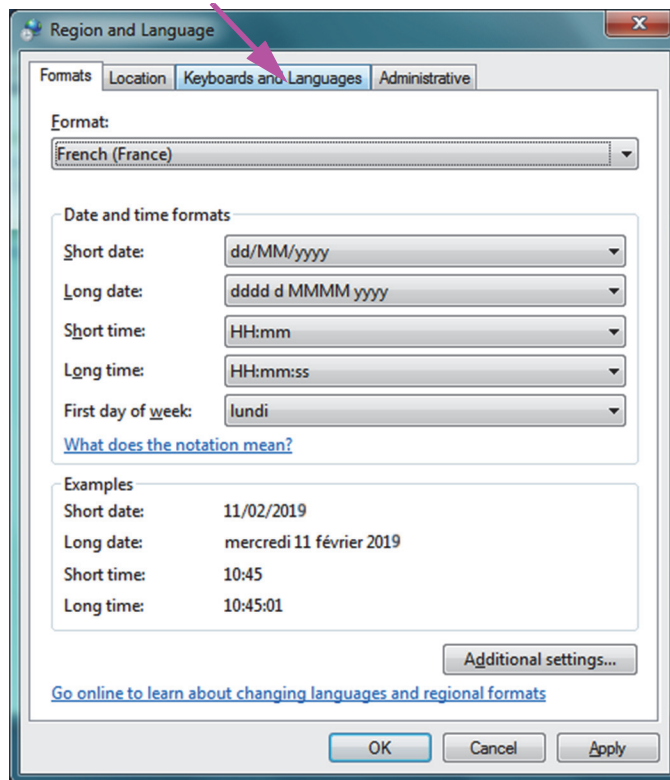 Region and Language
Formats Location Keyboards and Languages Administrative
Format:
French (France)
Date and time formats
Short date: dd/MM/yyyy
Long date: dddd d MMMM yyyy
Short time: HH:mm
Long time: HH:mm:ss
First day of week: lundi
What does the notation mean?
Examples
Short date: 11/02/2019
Long date: mercredi 11 février 2019
Short time: 10:45
Long time: 10:45:01
Additional settings...
Go online to learn about changing languages and regional formats
OK Cancel Apply